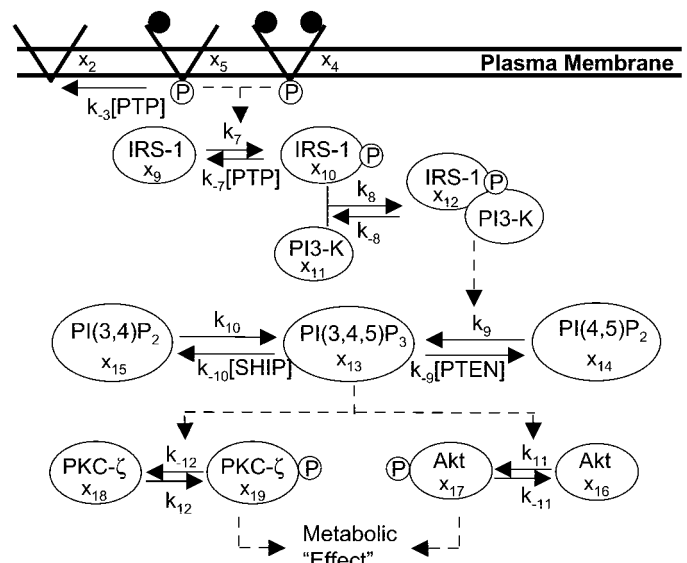 x2 x5 x4
Plasma Membrane
P P
k-3[PTP]
k7
IRS-1 IRS-1 P
x9 x10
k-7[PTP]
IRS-1 P
x12
k8
PI3-K
k-8
PI3-K
x11
k10 k9
PI(3,4)P2 PI(3,4,5)P3 PI(4,5)P2
x15 x13 x14
k-10[SHIP] k-9[PTEN]
k-12 k11
PKC-ζ PKC-ζ P P Akt Akt
x18 x19 x17 x16
k12 k-11
Metabolic
"Effect"